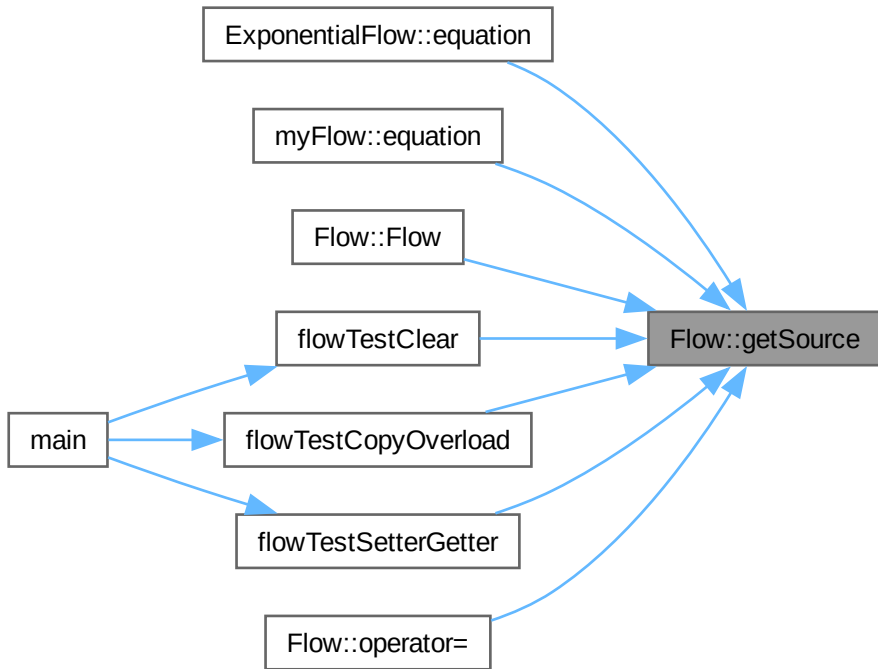 ExponentialFlow::equation
myFlow::equation
Flow::Flow
flowTestClear
Flow::getSource
main
flowTestCopyOverload
flowTestSetterGetter
Flow::operator=